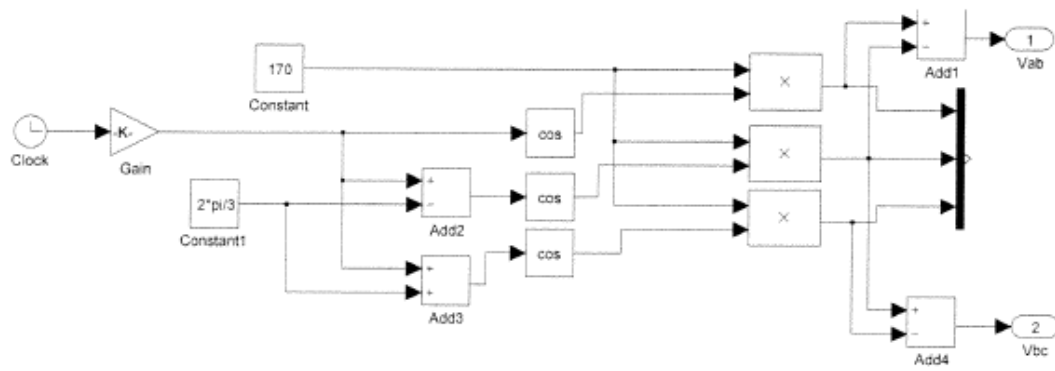 170
Constant
Clock
-K-
Gain
2*pi/3
Constant1
+
−
Add2
+
+
Add3
cos
cos
cos
×
×
×
+
−
Add1
1
Vab
+
−
Add4
2
Vbc